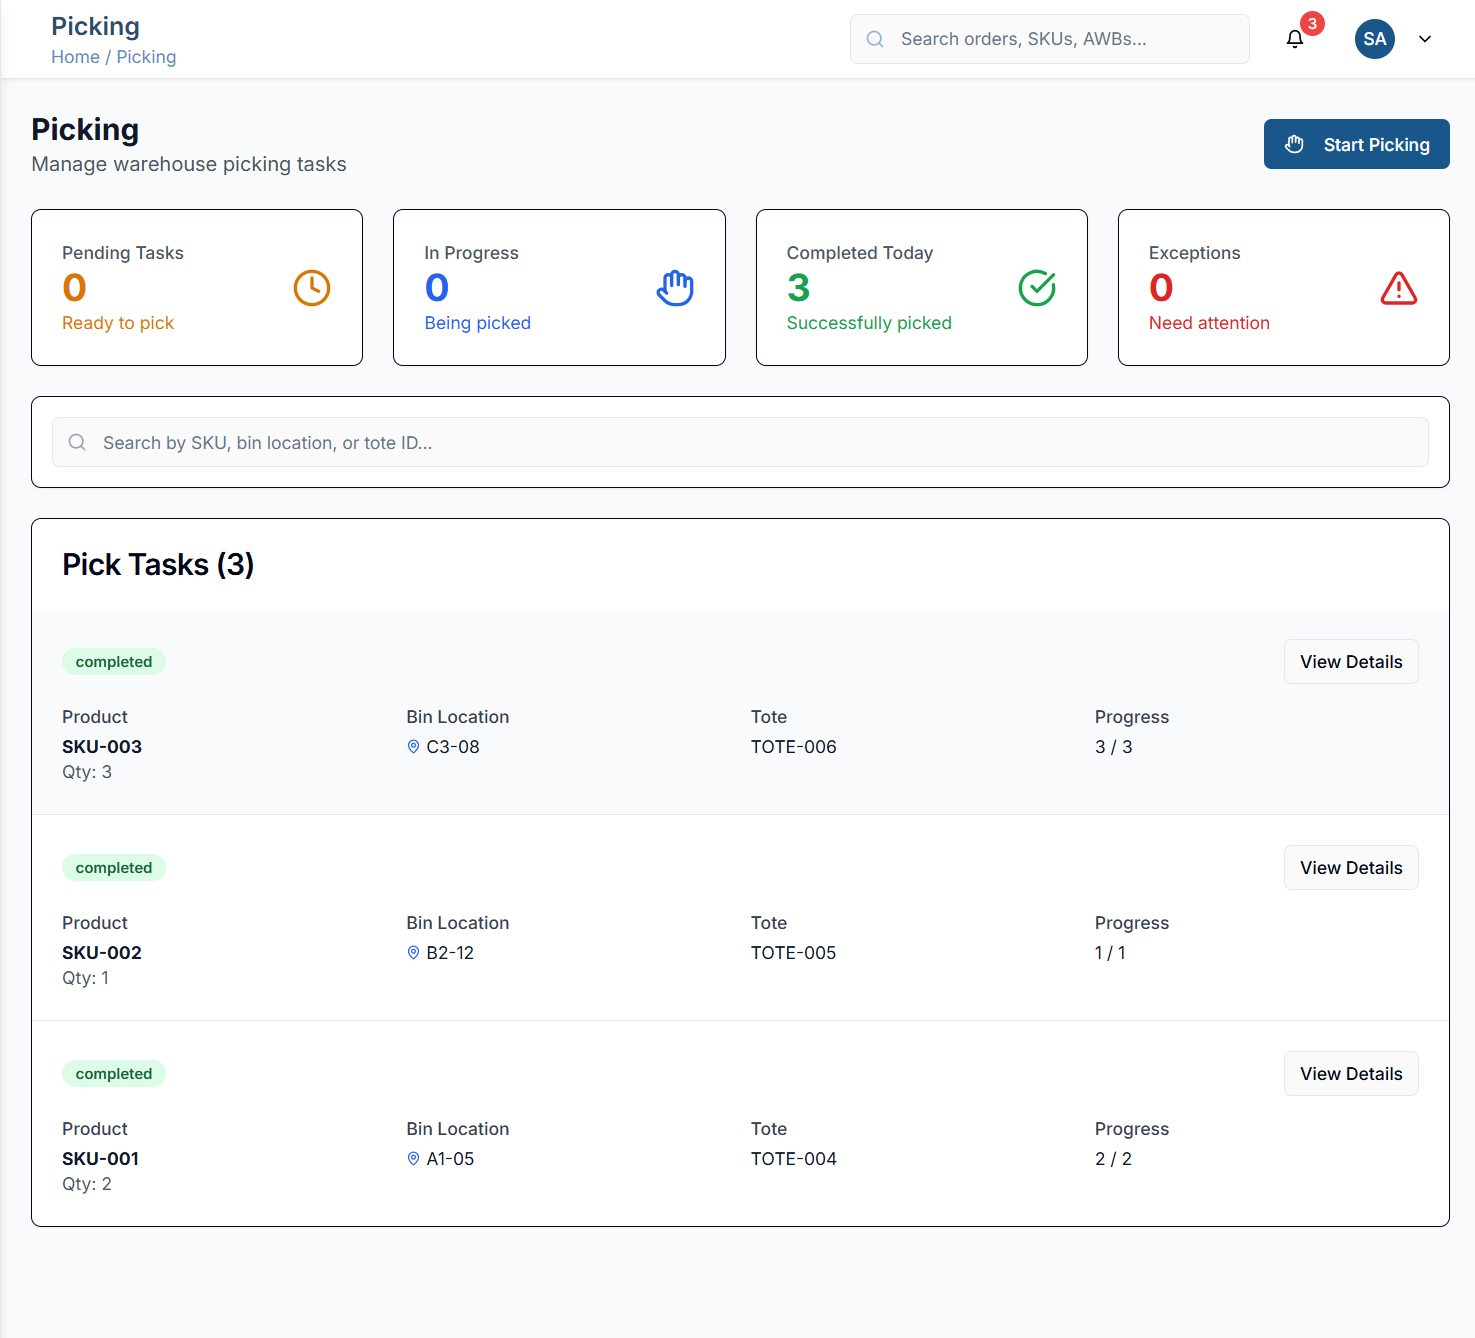 Picking
Home / Picking
Search orders, SKUs, AWBs...
3
SA
Picking
Manage warehouse picking tasks
Start Picking
Pending Tasks
0
Ready to pick
In Progress
0
Being picked
Completed Today
3
Successfully picked
Exceptions
0
Need attention
Search by SKU, bin location, or tote ID...
Pick Tasks (3)
completed
View Details
Product
SKU-003
Qty: 3
Bin Location
C3-08
Tote
TOTE-006
Progress
3 / 3
completed
View Details
Product
SKU-002
Qty: 1
Bin Location
B2-12
Tote
TOTE-005
Progress
1 / 1
completed
View Details
Product
SKU-001
Qty: 2
Bin Location
A1-05
Tote
TOTE-004
Progress
2 / 2